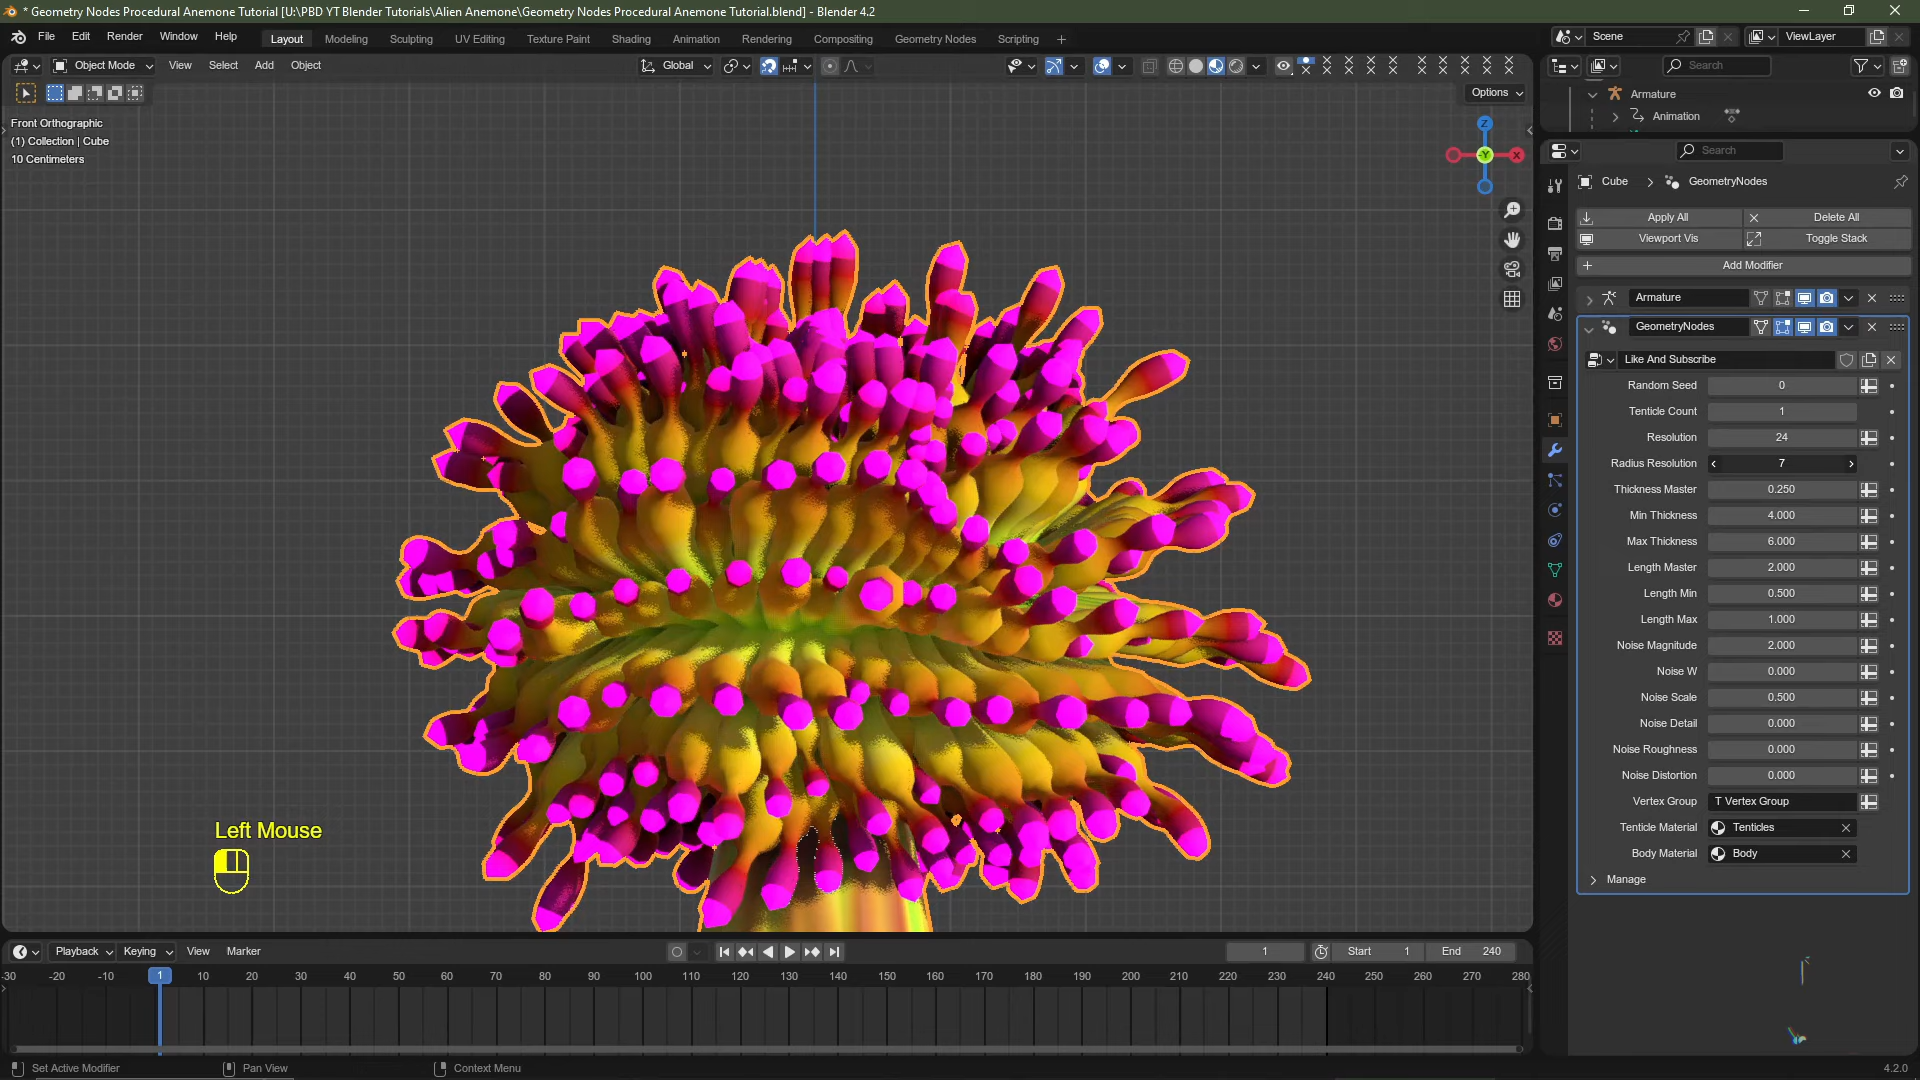 * Geometry Nodes Procedural Anemone Tutorial [U:\PBD YT Blender Tutorials\Alien Anemone\Geometry Nodes Procedural Anemone Tutorial.blend] - Blender 4.2
File Edit Render Window Help Layout Modeling Sculpting UV Editing Texture Paint Shading Animation Rendering Compositing Geometry Nodes Scripting + Scene ViewLayer
Object Mode View Select Add Object Global Search
Options
Armature
Animation
Front Orthographic
(1) Collection | Cube
10 Centimeters
Z
Y X
Search
Cube > GeometryNodes
Apply All Delete All
Viewport Vis Toggle Stack
Add Modifier
Armature
GeometryNodes
Like And Subscribe
Random Seed 0
Tenticle Count 1
Resolution 24
Radius Resolution 7
Thickness Master 0.250
Min Thickness 4.000
Max Thickness 6.000
Length Master 2.000
Length Min 0.500
Length Max 1.000
Noise Magnitude 2.000
Noise W 0.000
Noise Scale 0.500
Noise Detail 0.000
Noise Roughness 0.000
Noise Distortion 0.000
Vertex Group T Vertex Group
Tenticle Material Tenticles
Body Material Body
Manage
Left Mouse
Playback Keying View Marker 1 Start 1 End 240
-30 -20 -10 1 10 20 30 40 50 60 70 80 90 100 110 120 130 140 150 160 170 180 190 200 210 220 230 240 250 260 270 280
Set Active Modifier Pan View Context Menu 4.2.0